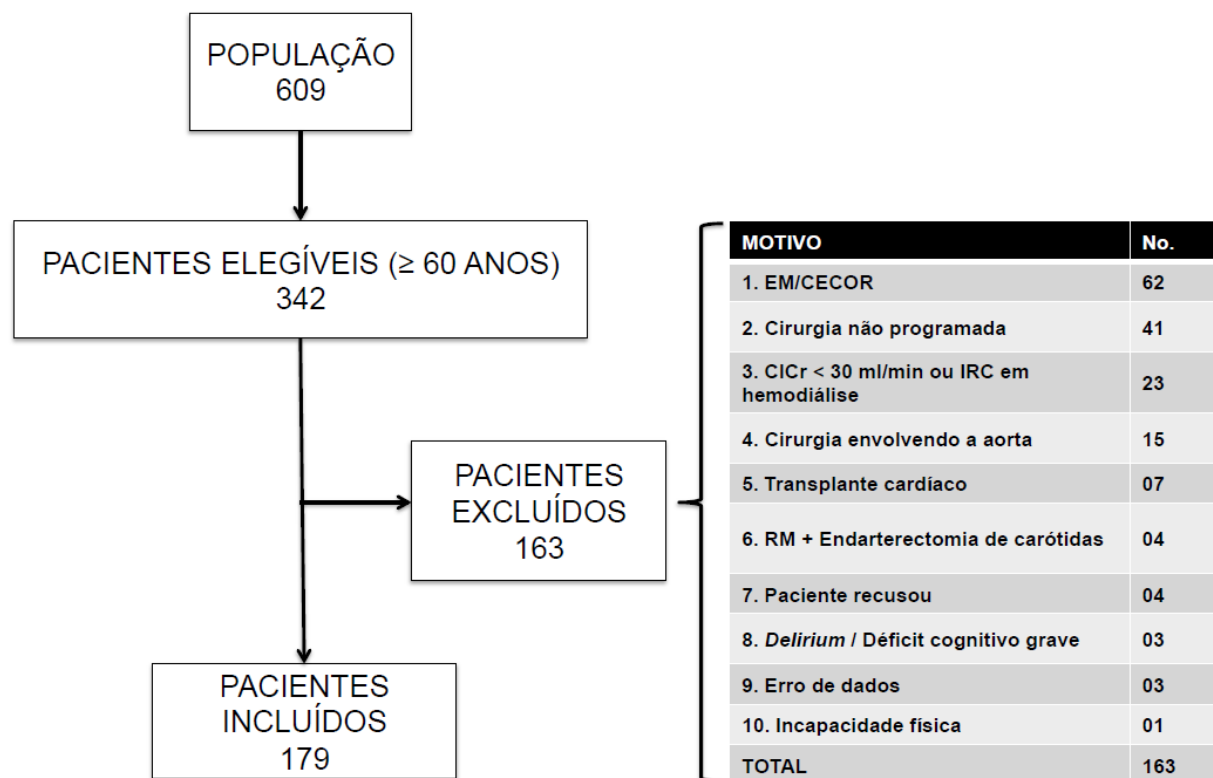 POPULAÇÃO
609
PACIENTES ELEGÍVEIS (≥ 60 ANOS)
342
PACIENTES
EXCLUÍDOS
163
PACIENTES
INCLUÍDOS
179
MOTIVO No.
1. EM/CECOR 62
2. Cirurgia não programada 41
3. ClCr < 30 ml/min ou IRC em
hemodiálise 23
4. Cirurgia envolvendo a aorta 15
5. Transplante cardíaco 07
6. RM + Endarterectomia de carótidas 04
7. Paciente recusou 04
8. Delirium / Déficit cognitivo grave 03
9. Erro de dados 03
10. Incapacidade física 01
TOTAL 163